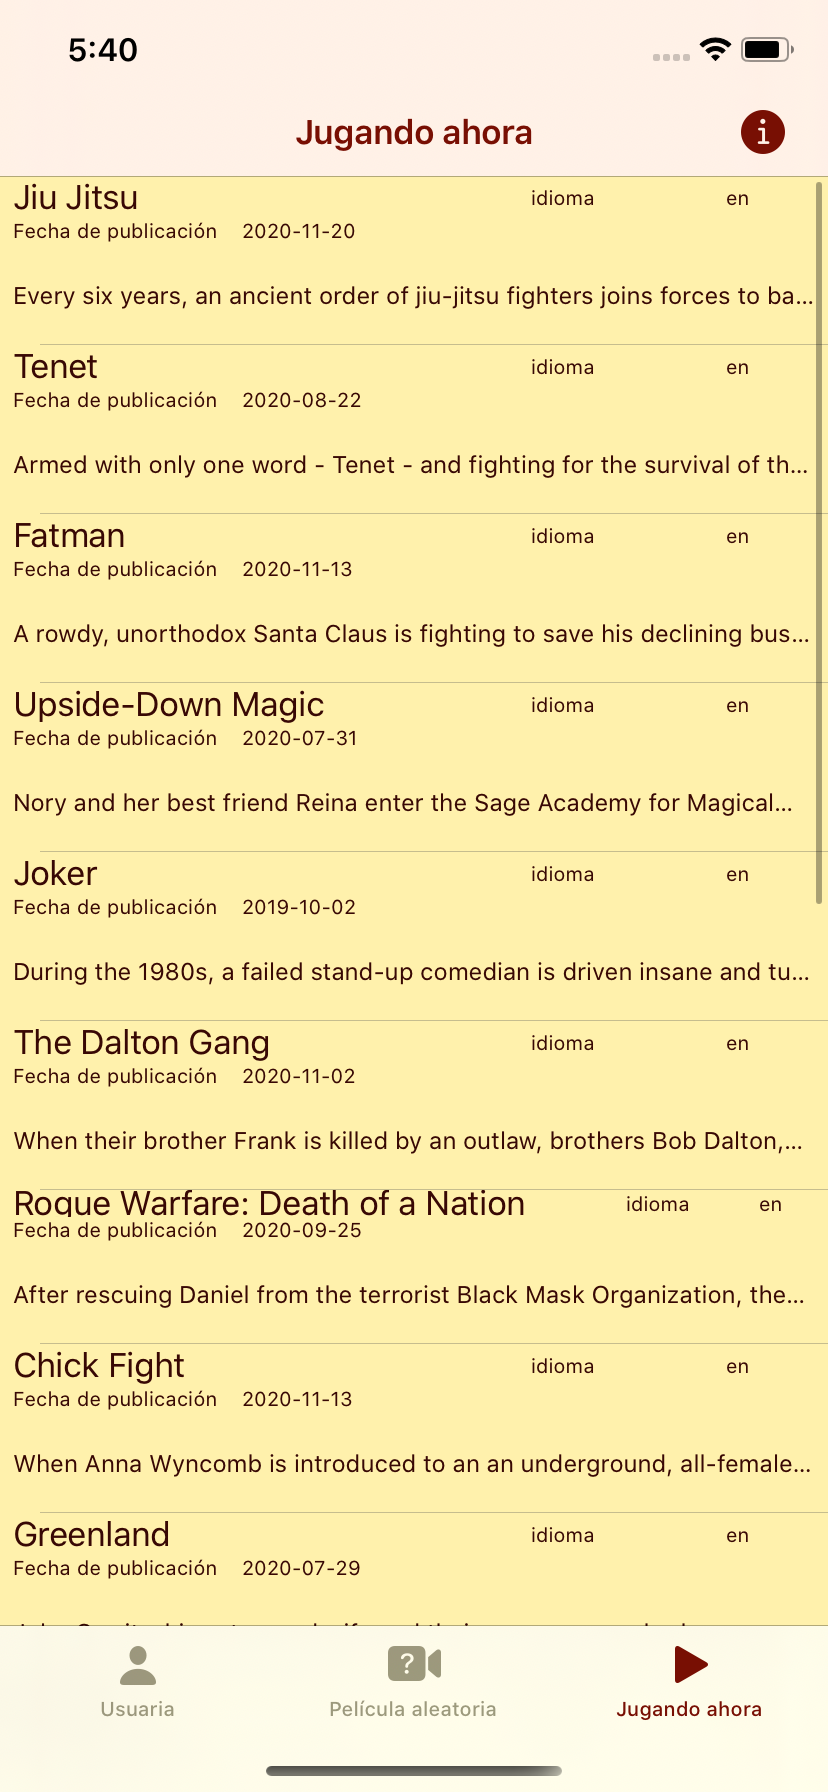 5:40
Jugando ahora
Jiu Jitsu idioma en
Fecha de publicación 2020-11-20
Every six years, an ancient order of jiu-jitsu fighters joins forces to ba...
Tenet idioma en
Fecha de publicación 2020-08-22
Armed with only one word - Tenet - and fighting for the survival of th...
Fatman idioma en
Fecha de publicación 2020-11-13
A rowdy, unorthodox Santa Claus is fighting to save his declining bus...
Upside-Down Magic idioma en
Fecha de publicación 2020-07-31
Nory and her best friend Reina enter the Sage Academy for Magical...
Joker idioma en
Fecha de publicación 2019-10-02
During the 1980s, a failed stand-up comedian is driven insane and tu...
The Dalton Gang idioma en
Fecha de publicación 2020-11-02
When their brother Frank is killed by an outlaw, brothers Bob Dalton,...
Rogue Warfare: Death of a Nation idioma en
Fecha de publicación 2020-09-25
After rescuing Daniel from the terrorist Black Mask Organization, the...
Chick Fight idioma en
Fecha de publicación 2020-11-13
When Anna Wyncomb is introduced to an an underground, all-female...
Greenland idioma en
Fecha de publicación 2020-07-29
Usuaria Película aleatoria Jugando ahora